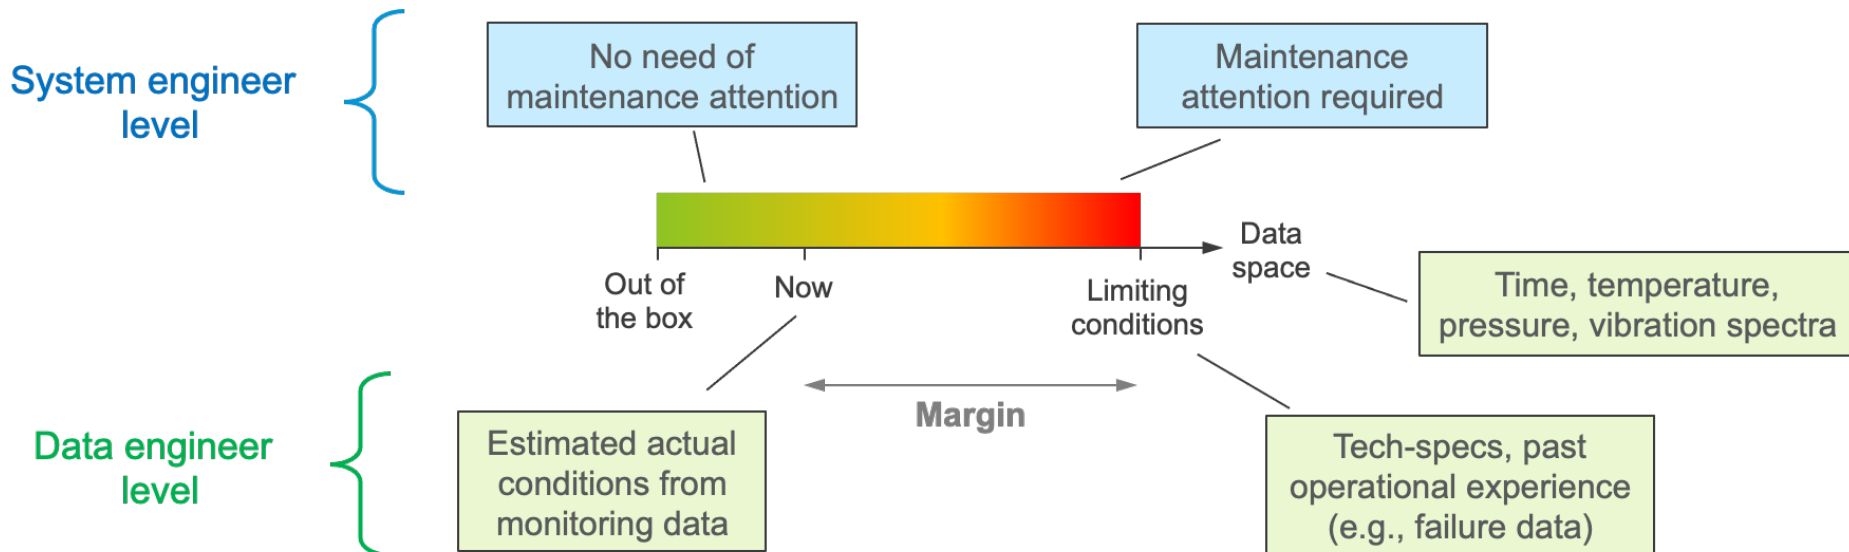 System engineer
level
No need of
maintenance attention
Maintenance
attention required
Out of
the box
Now
Limiting
conditions
Data
space
Time, temperature,
pressure, vibration spectra
Margin
Data engineer
level
Estimated actual
conditions from
monitoring data
Tech-specs, past
operational experience
(e.g., failure data)